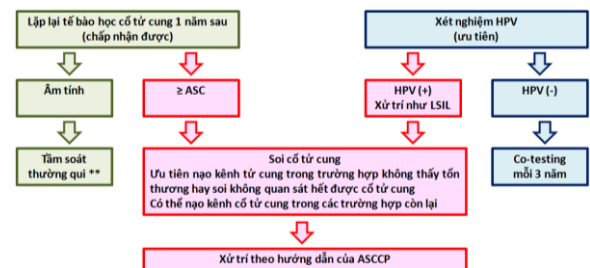 Lặp lại tế bào học cổ tử cung 1 năm sau
(chấp nhận được)
Xét nghiệm HPV
(ưu tiên)
Âm tính
≥ ASC
HPV (+)
Xử trí như LSIL
HPV (-)
Tầm soát
thường qui **
Soi cổ tử cung
Ưu tiên nạo kênh tử cung trong trường hợp không thấy tổn
thương hay soi không quan sát hết được cổ tử cung
Có thể nạo kênh cổ tử cung trong các trường hợp còn lại
Co-testing
mỗi 3 năm
Xử trí theo hướng dẫn của ASCCP